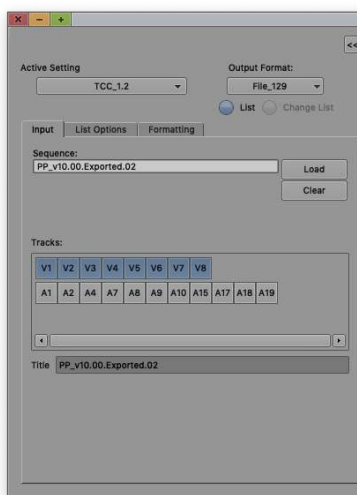 <<
Active Setting
Output Format:
TCC_1.2
File_129
List
Change List
Input
List Options
Formatting
Sequence:
PP_v10.00.Exported.02
Load
Clear
Tracks:
V1 V2 V3 V4 V5 V6 V7 V8
A1 A2 A4 A7 A8 A9 A10 A15 A17 A18 A19
Title PP_v10.00.Exported.02